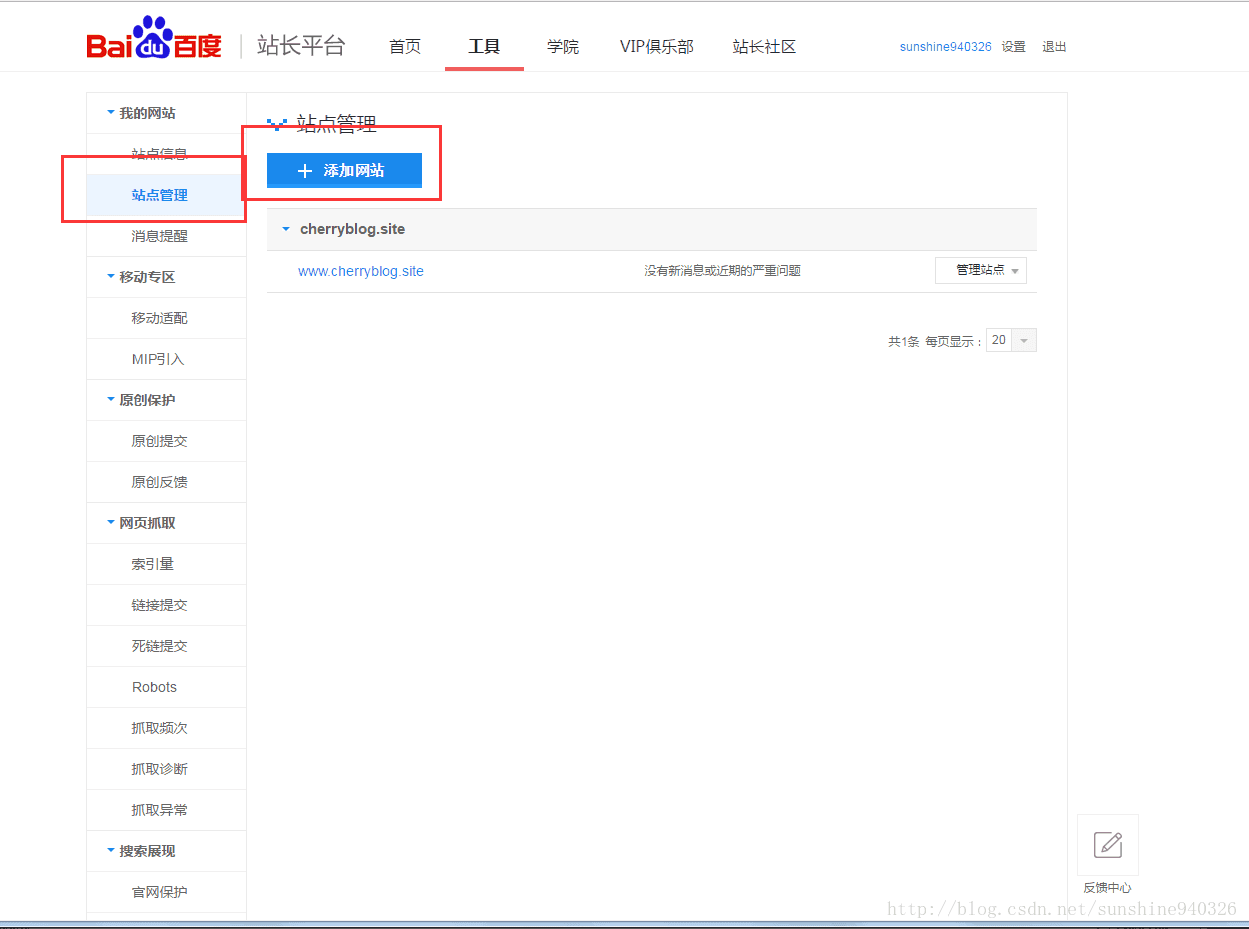 Bai du 百度 站长平台 首页 工具 学院 VIP俱乐部 站长社区 sunshine940326 设置 退出
我的网站
站点信息
站点管理
消息提醒
移动专区
移动适配
MIP引入
原创保护
原创提交
原创反馈
网页抓取
索引量
链接提交
死链提交
Robots
抓取频次
抓取诊断
抓取异常
搜索展现
官网保护
站点管理
添加网站
cherryblog.site
www.cherryblog.site 没有新消息或近期的严重问题 管理站点
共1条 每页显示： 20
反馈中心
http://blog.csdn.net/sunshine940326